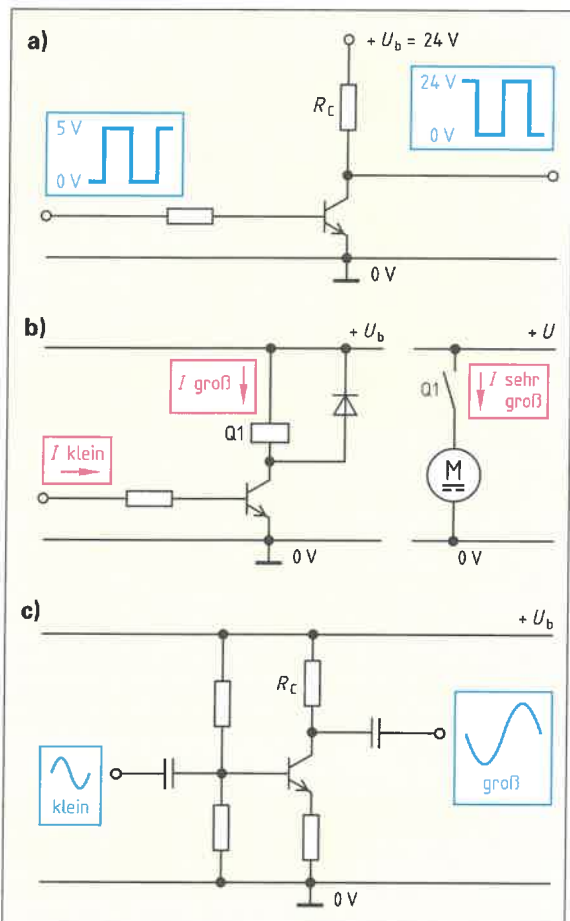 a)
+ U_b = 24 V
R_C
24 V
0 V
5 V
0 V
0 V
b)
+ U_b
+ U
I groß
Q1
Q1
I sehr
groß
I klein
M
0 V
0 V
c)
+ U_b
R_C
klein
groß
0 V